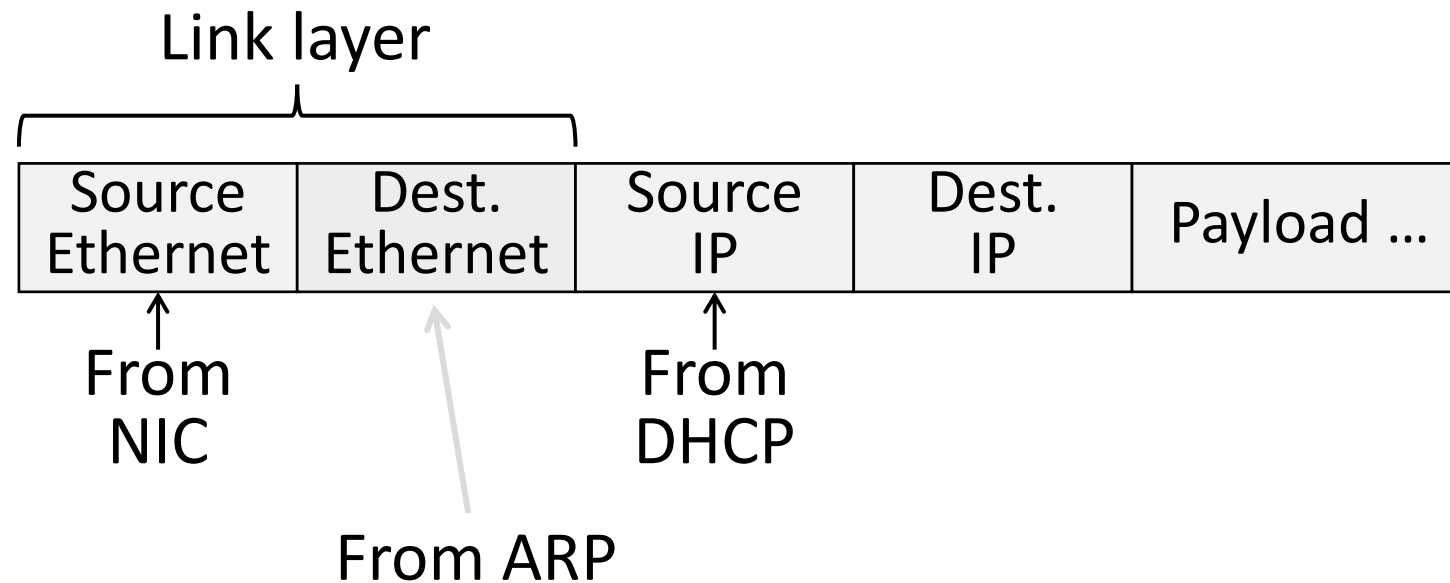 Link layer
Source
Ethernet
Dest.
Ethernet
Source
IP
Dest.
IP
Payload ...
From
NIC
From
DHCP
From ARP